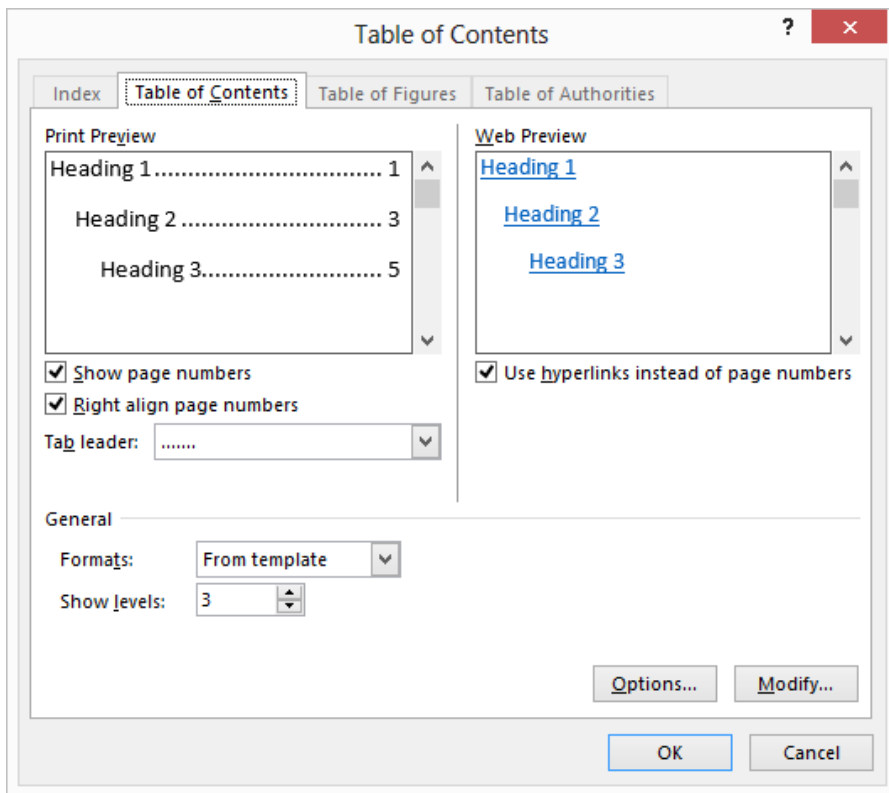 Table of Contents
?
Index
Table of Contents
Table of Figures
Table of Authorities
Print Preview
Heading 1.................................. 1
Heading 2 .............................. 3
Heading 3........................... 5
Show page numbers
Right align page numbers
Tab leader: .......
Web Preview
Heading 1
Heading 2
Heading 3
Use hyperlinks instead of page numbers
General
Formats: From template
Show levels: 3
Options... Modify...
OK Cancel